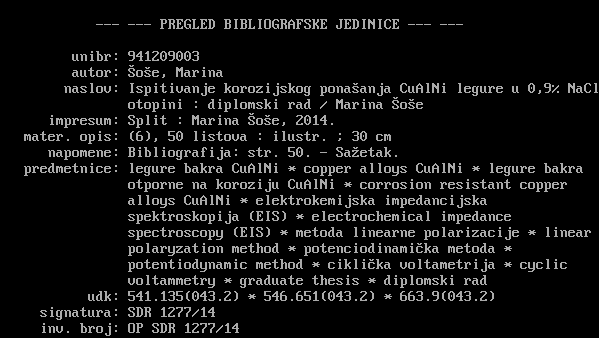 --- --- PREGLED BIBLIOGRAFSKE JEDINICE --- ---
unibr: 941209003
autor: Šoše, Marina
naslov: Ispitivanje korozijskog ponašanja CuAlNi legure u 0,9% NaCl
otopini : diplomski rad / Marina Šoše
impresum: Split : Marina Šoše, 2014.
mater. opis: (6), 50 listova : ilustr. ; 30 cm
napomene: Bibliografija: str. 50. - Sažetak.
predmetnice: legure bakra CuAlNi * copper alloys CuAlNi * legure bakra
otporne na koroziju CuAlNi * corrosion resistant copper
alloys CuAlNi * elektrokemijska impedancijska
spektroskopija (EIS) * electrochemical impedance
spectroscopy (EIS) * metoda linearne polarizacije * linear
polaryzation method * potenciodinamička metoda *
potentiodynamic method * ciklička voltametrija * cyclic
voltammetry * graduate thesis * diplomski rad
udk: 541.135(043.2) * 546.651(043.2) * 663.9(043.2)
signatura: SDR 1277/14
inv. broj: OP SDR 1277/14